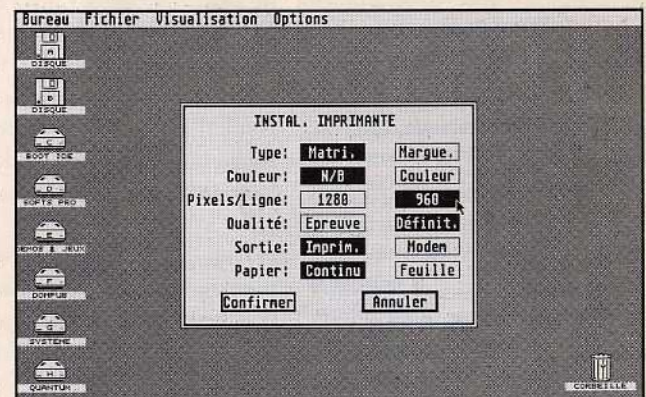 Bureau Fichier Visualisation Options
A
DISQUE
DISQUE
C
BOOT IDE
D
SOFTS PRO
E
DEMOS & JEUX
F
DOMPUB
G
SYSTEME
H
QUANTUM
INSTAL. IMPRIMANTE
Type: Matri. Margue.
Couleur: N/B Couleur
Pixels/Ligne: 1280 960
Qualité: Epreuve Définit.
Sortie: Imprim. Modem
Papier: Continu Feuille
Confirmer Annuler
CORBEILLE